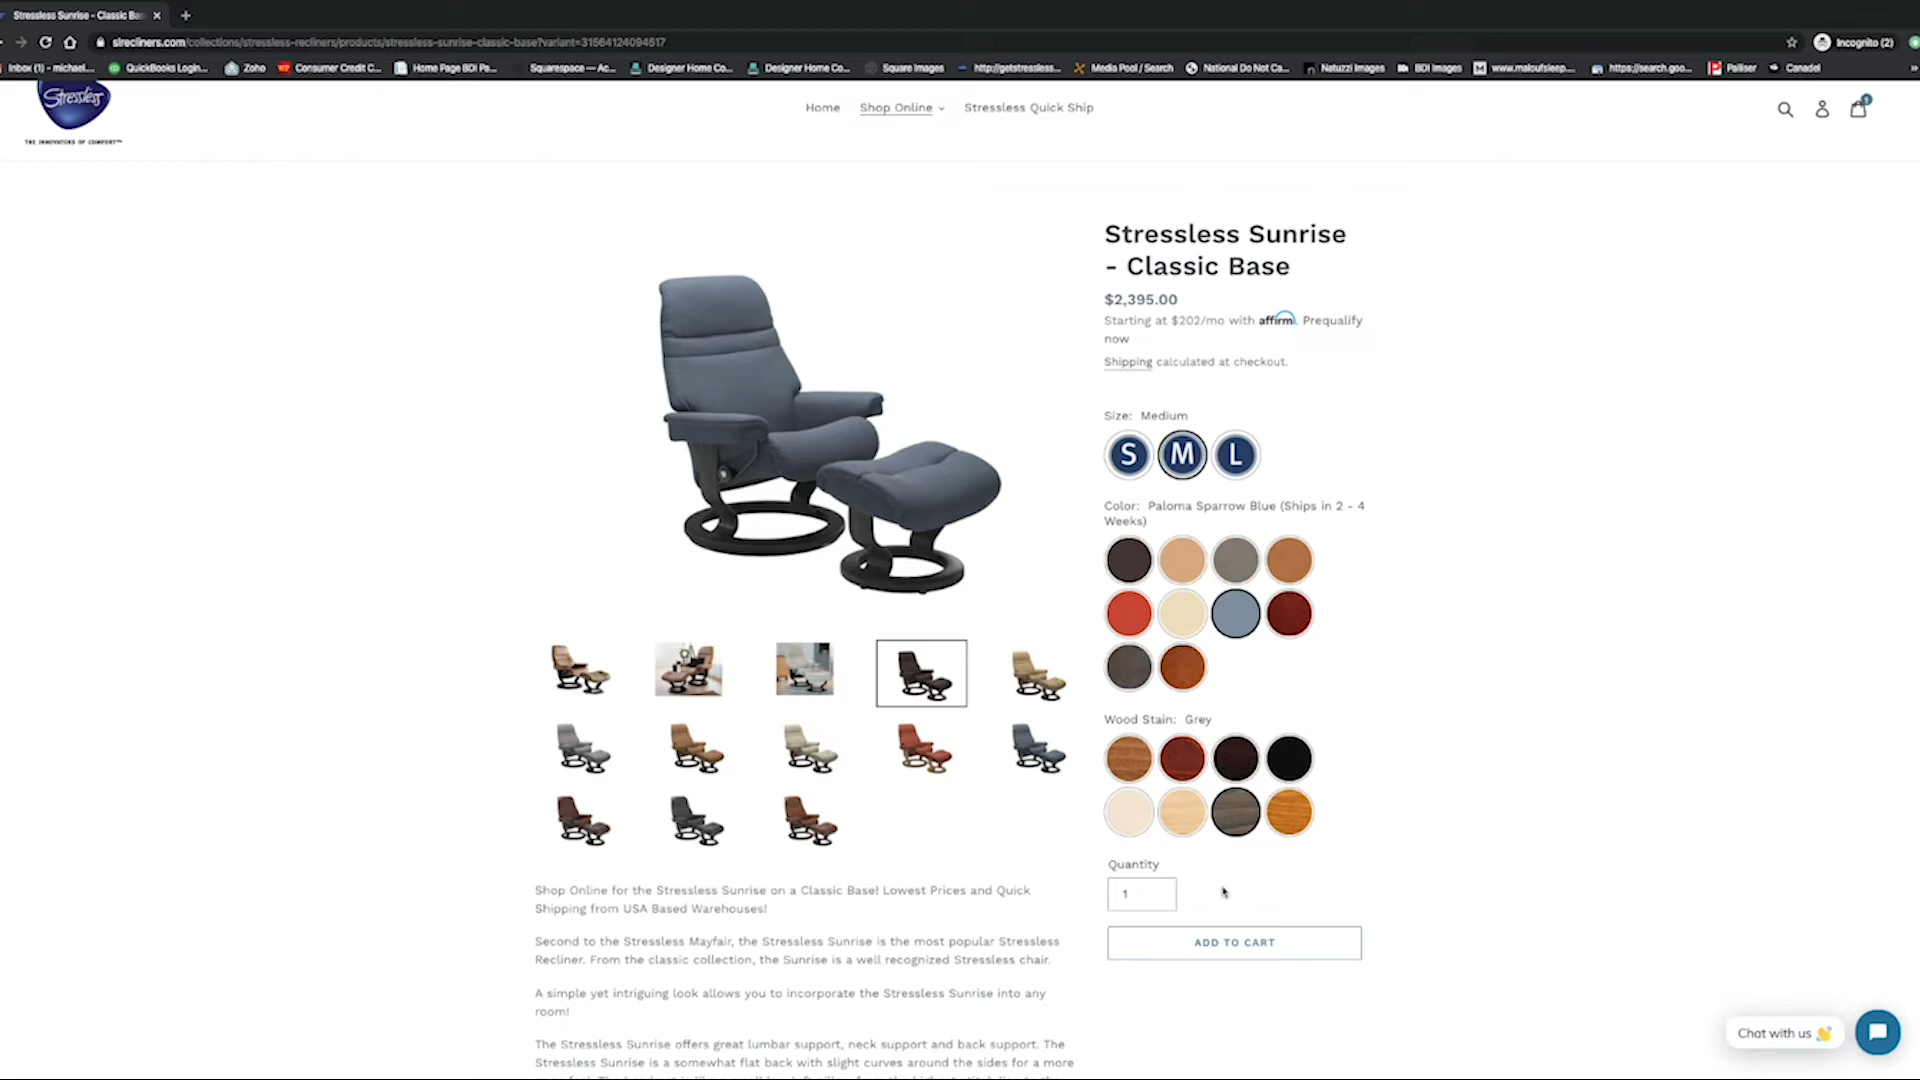 Stressless Sunrise - Classic Ba
slrecliners.com/collections/stressless-recliners/products/stressless-sunrise-classic-base?variant=31564124094517
Incognito (2)
Inbox (1) - michael....
QuickBooks Login...
Zoho
Consumer Credit C...
Home Page BDI Pa...
Squarespace — Ac...
Designer Home Co...
Designer Home Co...
Square Images
http://getstressless...
Media Pool / Search
National Do Not Ca...
Natuzzi Images
BDI Images
www.maloufsleep....
https://search.goo...
Palliser
Canadel
Stressless
THE INNOVATORS OF COMFORT™
Home
Shop Online
Stressless Quick Ship
Stressless Sunrise
- Classic Base
$2,395.00
Starting at $202/mo with affirm. Prequalify
now
Shipping calculated at checkout.
Size: Medium
S M L
Color: Paloma Sparrow Blue (Ships in 2 - 4
Weeks)
Wood Stain: Grey
Quantity
1
ADD TO CART
Shop Online for the Stressless Sunrise on a Classic Base! Lowest Prices and Quick
Shipping from USA Based Warehouses!
Second to the Stressless Mayfair, the Stressless Sunrise is the most popular Stressless
Recliner. From the classic collection, the Sunrise is a well recognized Stressless chair.
A simple yet intriguing look allows you to incorporate the Stressless Sunrise into any
room!
The Stressless Sunrise offers great lumbar support, neck support and back support. The
Stressless Sunrise is a somewhat flat back with slight curves around the sides for a more
Chat with us 👋